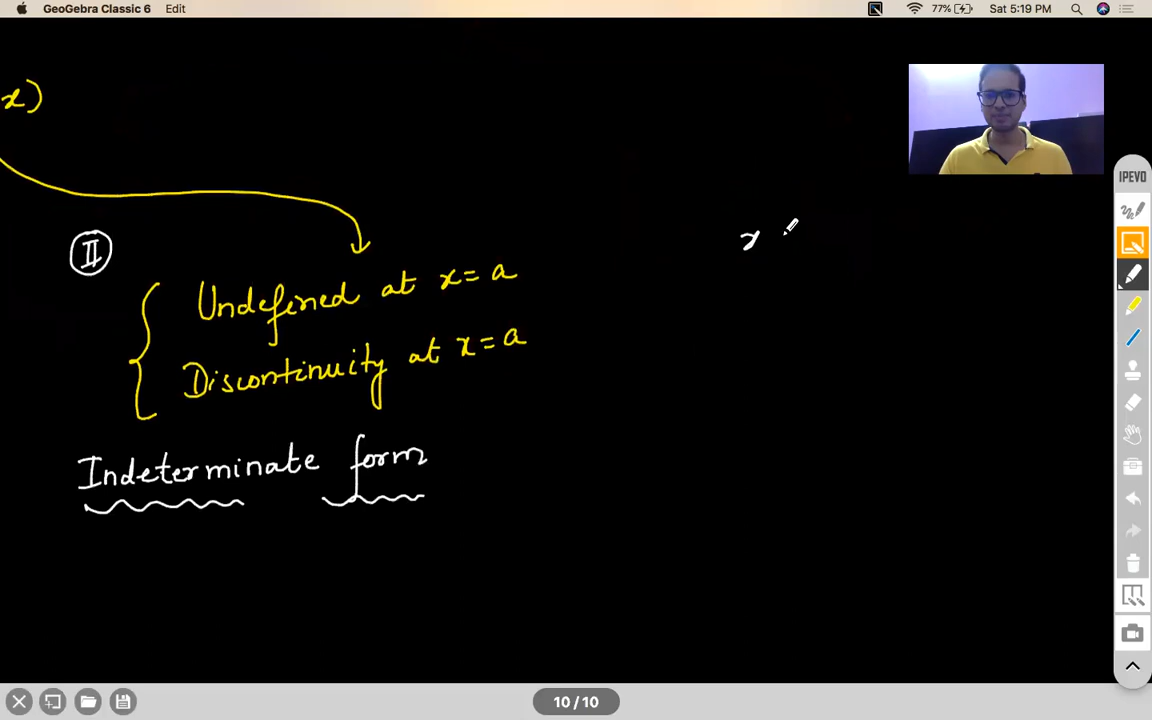 GeoGebra Classic 6 Edit 77% Sat 5:19 PM
x)
IPEVO
II
x
Undefined at x = a
Discontinuity at x = a
Indeterminate form
10 / 10